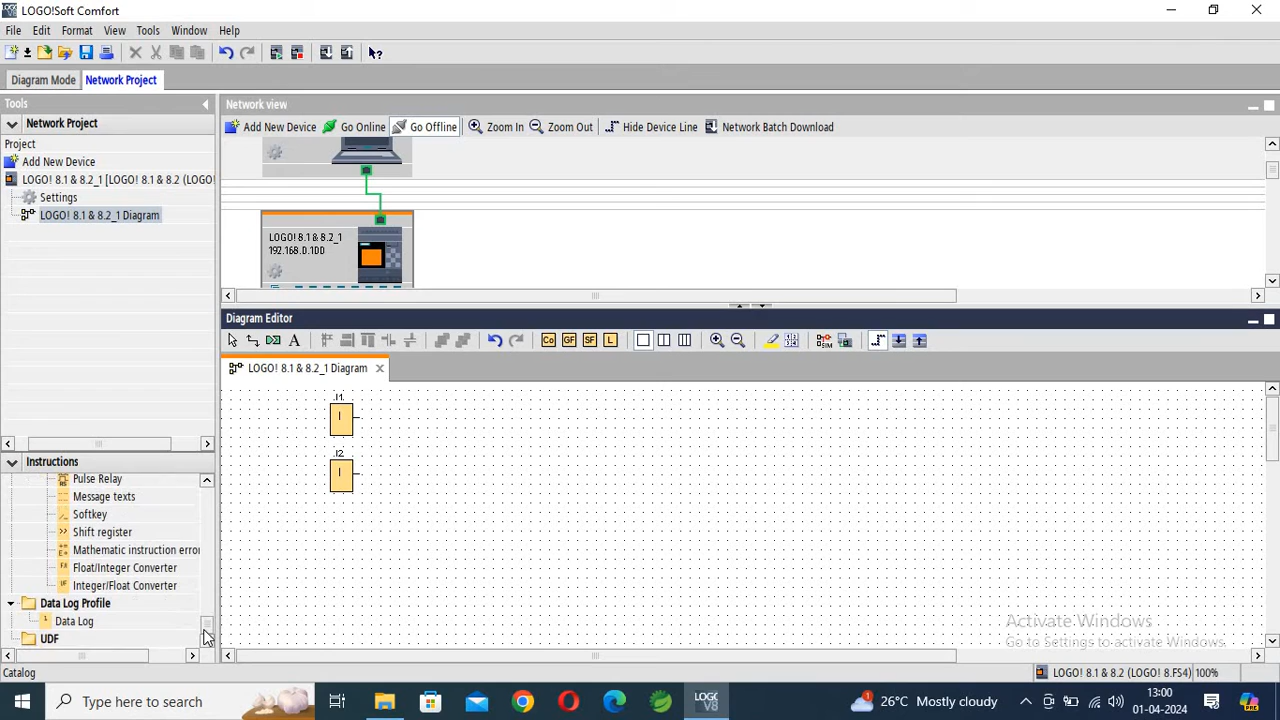 LOGO!Soft Comfort
File Edit Format View Tools Window Help
Diagram Mode Network Project
Tools
Network Project
Project
Add New Device
LOGO! 8.1 & 8.2_1 [LOGO! 8.1 & 8.2 (LOGO!
Settings
LOGO! 8.1 & 8.2_1 Diagram
Network view
Add New Device Go Online Go Offline Zoom In Zoom Out Hide Device Line Network Batch Download
LOGO! 8.1 & 8.2_1
192.168.D.1DD
Diagram Editor
A Co GF SF L
LOGO! 8.1 & 8.2_1 Diagram
I1
I
I2
I
Instructions
Pulse Relay
Message texts
Softkey
Shift register
Mathematic instruction error
Float/Integer Converter
Integer/Float Converter
Data Log Profile
Data Log
UDF
Activate Windows
Go to Settings to activate Windows.
Catalog
LOGO! 8.1 & 8.2 (LOGO! 8.FS4) 100%
Type here to search
26°C Mostly cloudy
13:00
01-04-2024